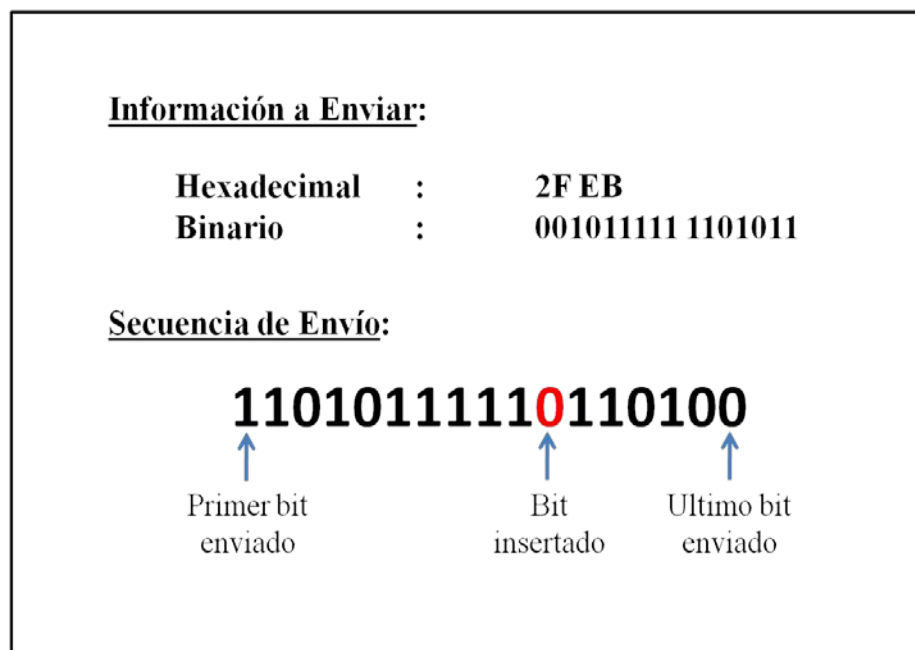 Información a Enviar:
Hexadecimal : 2F EB
Binario : 001011111 1101011
Secuencia de Envío:
11010111110110100
Primer bit enviado
Bit insertado
Ultimo bit enviado